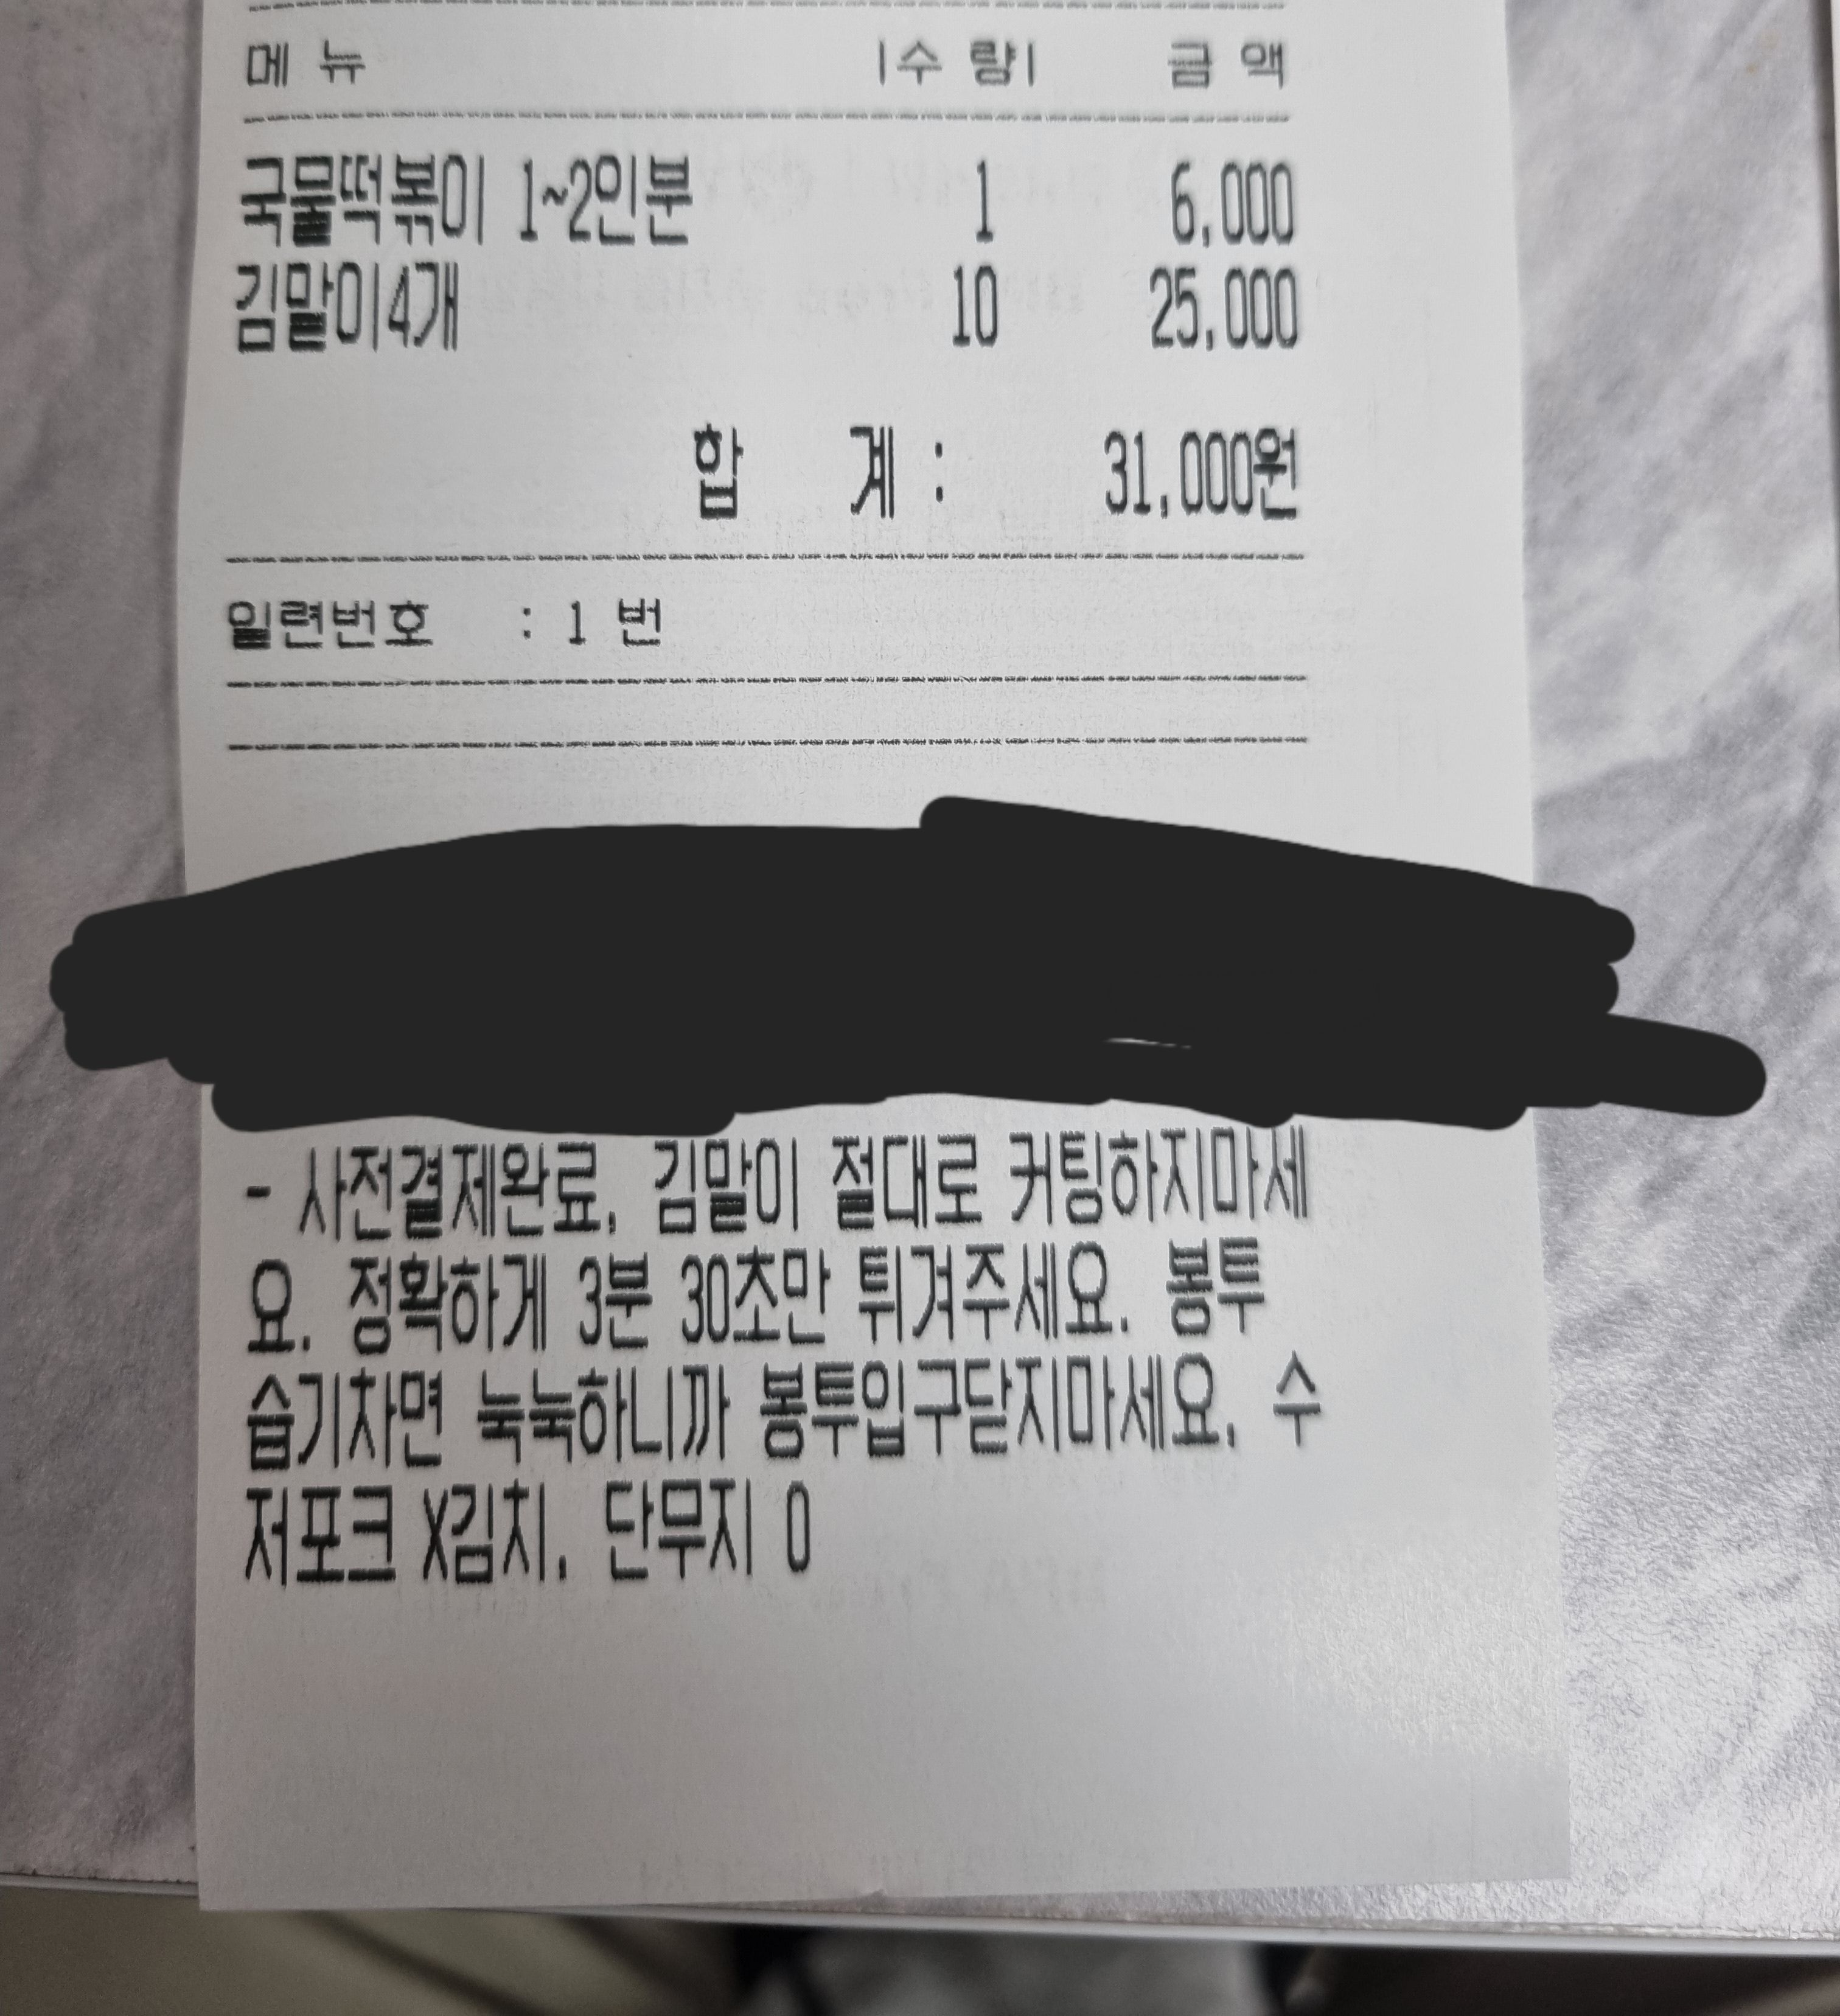 메 뉴 |수 량| 금 액
국물떡볶이 1~2인분 1 6,000
김말이4개 10 25,000
합 계 : 31,000원
일련번호 : 1 번
- 사전결제완료. 김말이 절대로 커팅하지마세
요. 정확하게 3분 30초만 튀겨주세요. 봉투
습기차면 눅눅하니까 봉투입구닫지마세요. 수
저포크 X김치. 단무지 0